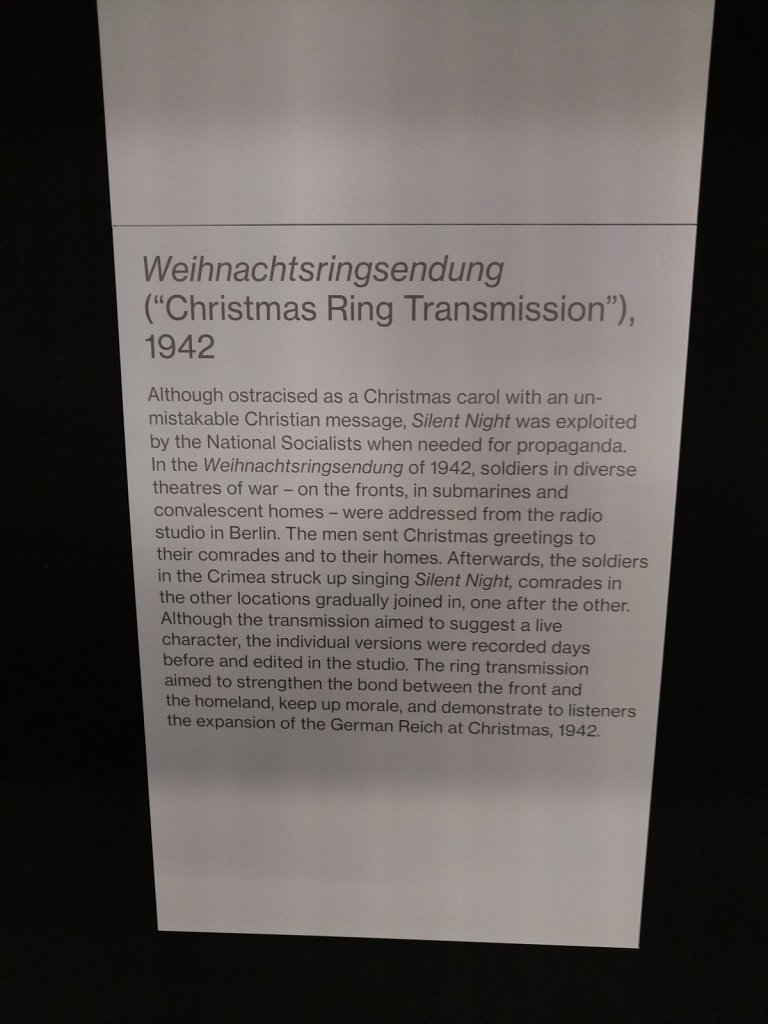 Weihnachtsringsendung
(“Christmas Ring Transmission”),
1942
Although ostracised as a Christmas carol with an un-
mistakable Christian message, Silent Night was exploited
by the National Socialists when needed for propaganda.
In the Weihnachtsringsendung of 1942, soldiers in diverse
theatres of war – on the fronts, in submarines and
convalescent homes – were addressed from the radio
studio in Berlin. The men sent Christmas greetings to
their comrades and to their homes. Afterwards, the soldiers
in the Crimea struck up singing Silent Night, comrades in
the other locations gradually joined in, one after the other.
Although the transmission aimed to suggest a live
character, the individual versions were recorded days
before and edited in the studio. The ring transmission
aimed to strengthen the bond between the front and
the homeland, keep up morale, and demonstrate to listeners
the expansion of the German Reich at Christmas, 1942.